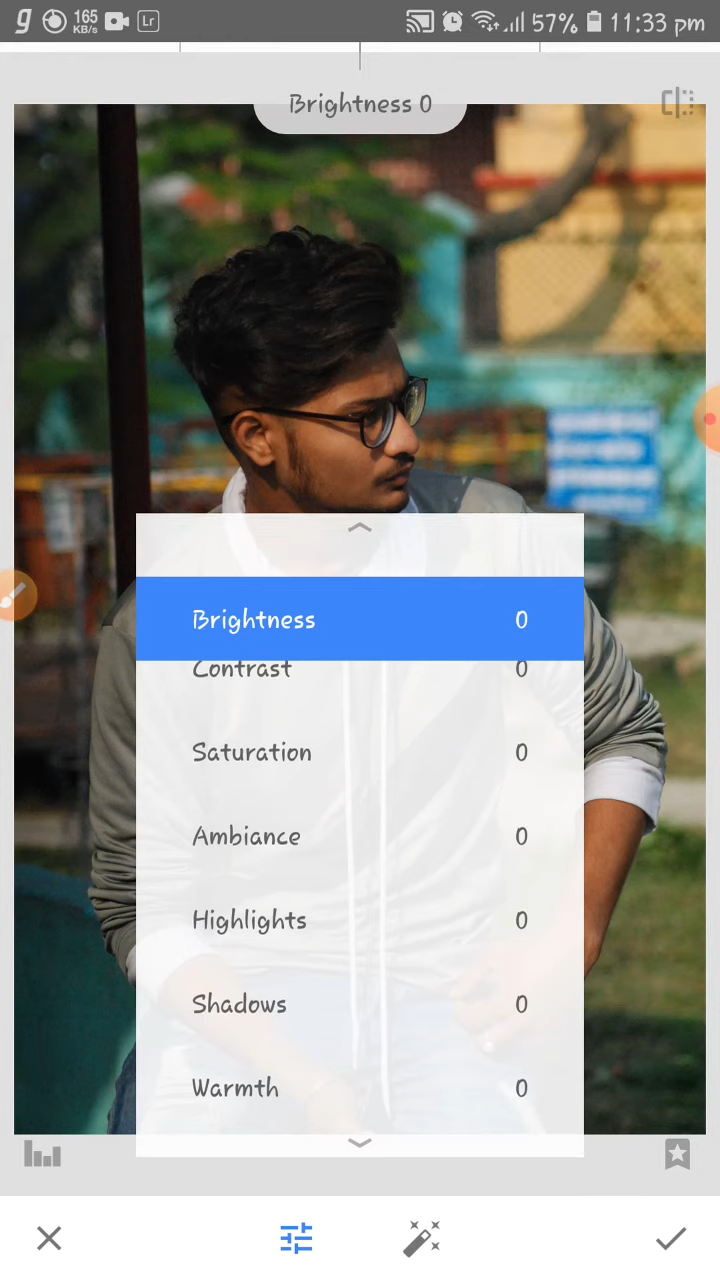 g 165 KB/s Lr 57% 11:33 pm
Brightness 0
Brightness 0
Contrast 0
Saturation 0
Ambiance 0
Highlights 0
Shadows 0
Warmth 0